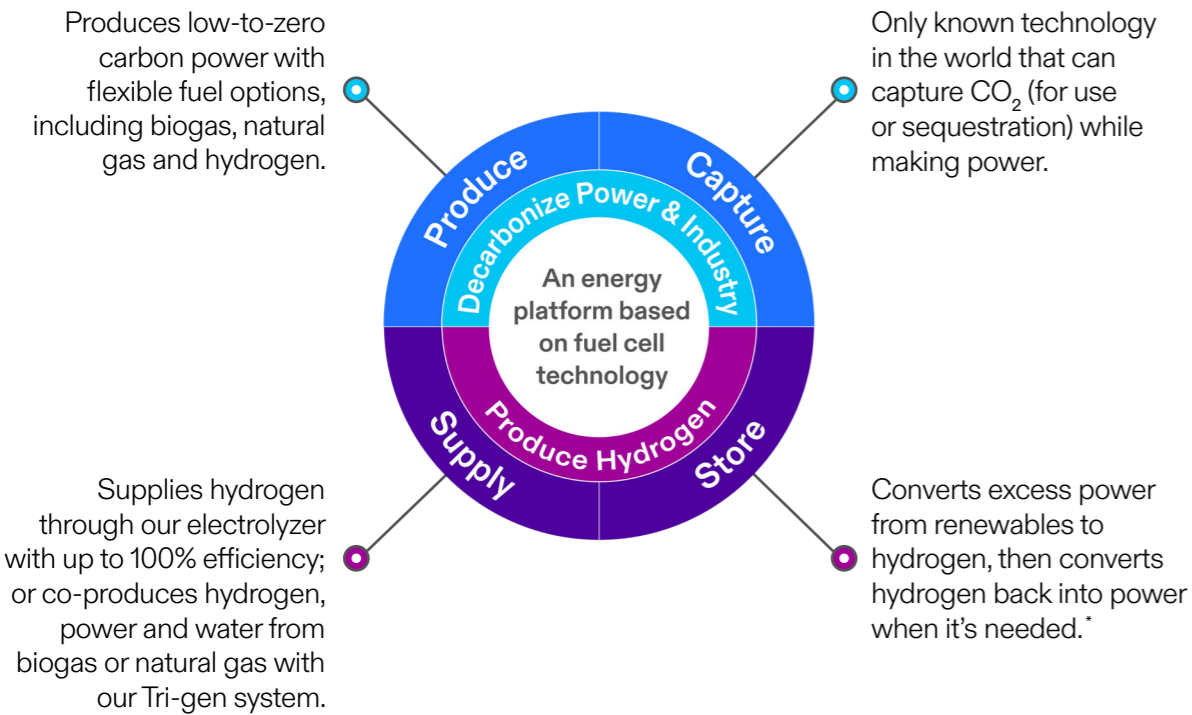 Produces low-to-zero
carbon power with
flexible fuel options,
including biogas, natural
gas and hydrogen.
Only known technology
in the world that can
capture CO₂ (for use
or sequestration) while
making power.
Produce
Capture
Decarbonize Power & Industry
An energy
platform based
on fuel cell
technology
Produce Hydrogen
Supply
Store
Supplies hydrogen
through our electrolyzer
with up to 100% efficiency;
or co-produces hydrogen,
power and water from
biogas or natural gas with
our Tri-gen system.
Converts excess power
from renewables to
hydrogen, then converts
hydrogen back into power
when it’s needed.*